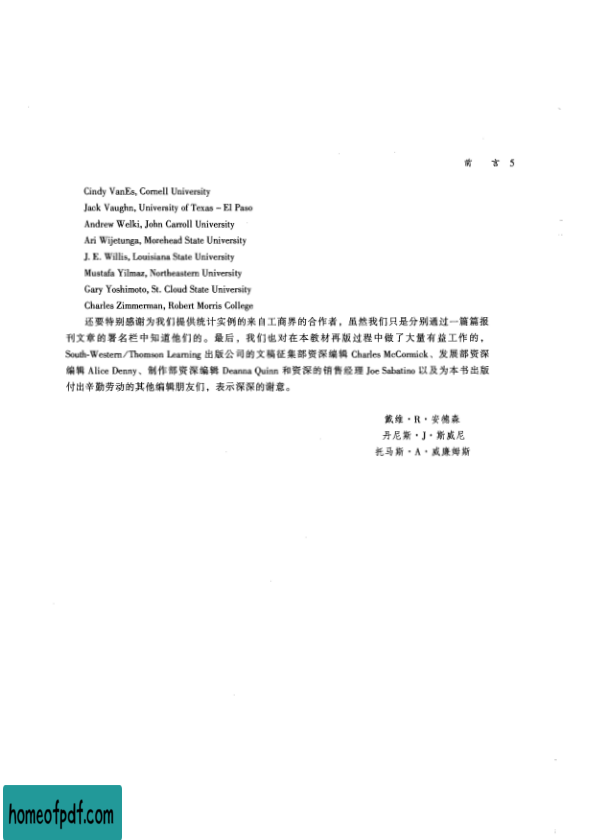 前 言 5
Cindy VanEs, Cornell University
Jack Vaughn, University of Texas – El Paso
Andrew Welki, John Carroll University
Ari Wijetunga, Morehead State University
J. E. Willis, Louisiana State University
Mustafa Yilmaz, Northeastern University
Gary Yoshimoto, St. Cloud State University
Charles Zimmerman, Robert Morris College
还要特别感谢为我们提供统计实例的来自工商界的合作者，虽然我们只是分别通过一篇篇报
刊文章的署名栏中知道他们的。最后，我们也对在本教材再版过程中做了大量有益工作的，
South-Western/Thomson Learning 出版公司的文稿征集部资深编辑 Charles McCormick、发展部资深
编辑 Alice Denny、制作部资深编辑 Deanna Quinn 和资深的销售经理 Joe Sabatino 以及为本书出版
付出辛勤劳动的其他编辑朋友们，表示深深的谢意。
戴维·R·安德森
丹尼斯·J·斯威尼
托马斯·A·威廉姆斯
homeofpdf.com